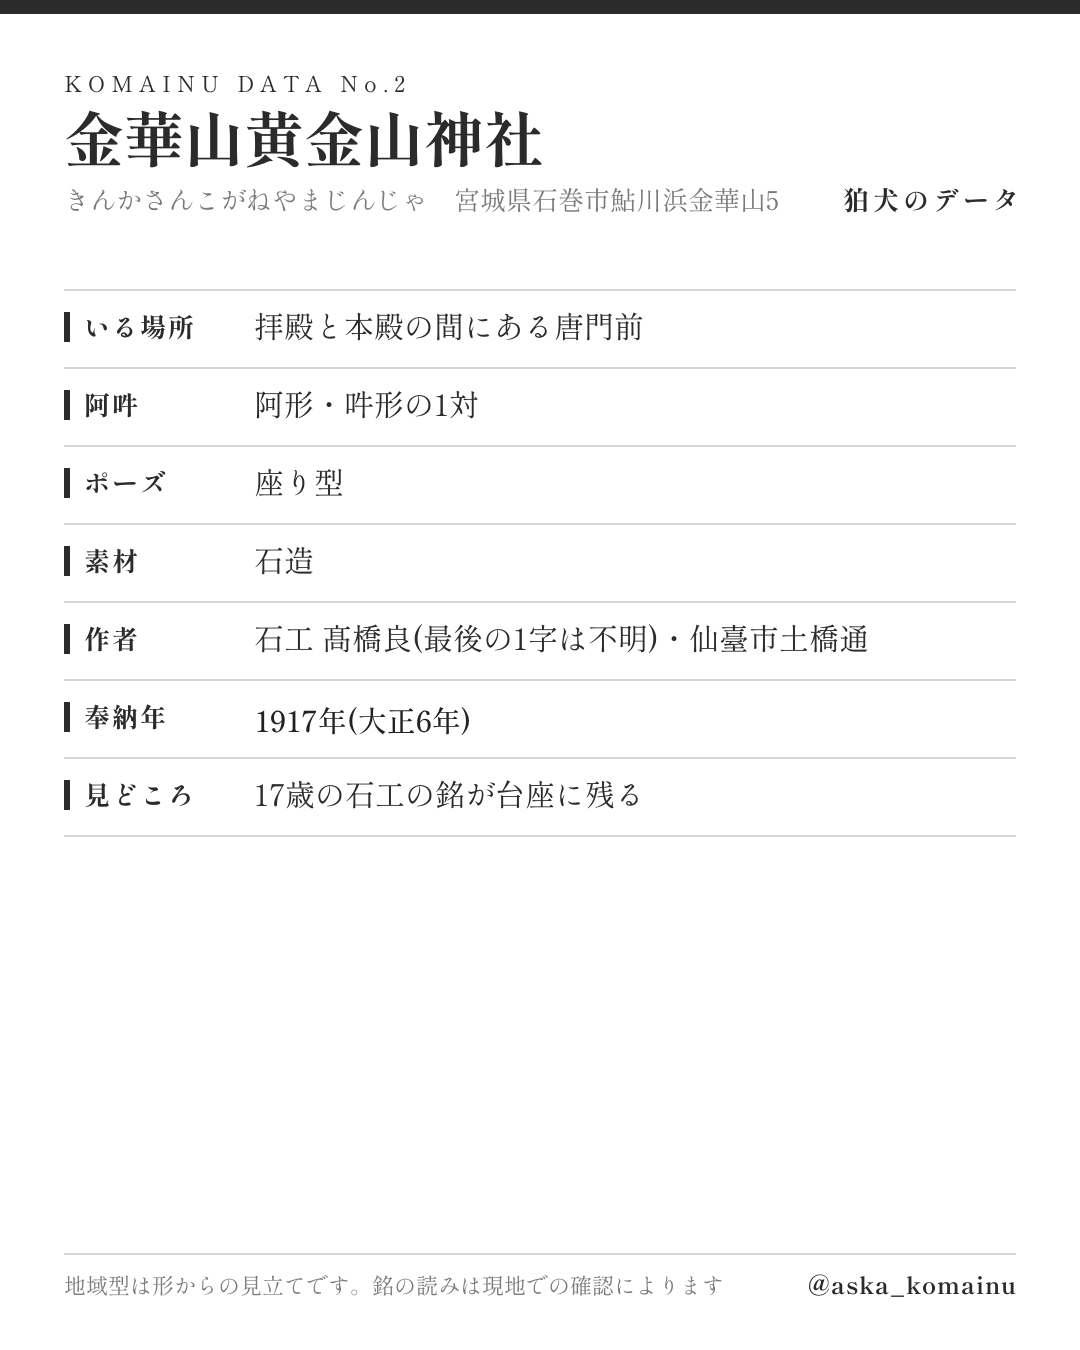 KOMAINU DATA No.2
金華山黄金山神社
きんかさんこがねやまじんじゃ　宮城県石巻市鮎川浜金華山5　狛犬のデータ
いる場所　拝殿と本殿の間にある唐門前
阿吽　阿形・吽形の1対
ポーズ　座り型
素材　石造
作者　石工 髙橋良(最後の1字は不明)・仙臺市土橋通
奉納年　1917年(大正6年)
見どころ　17歳の石工の銘が台座に残る
地域型は形からの見立てです。銘の読みは現地での確認によります　@aska_komainu